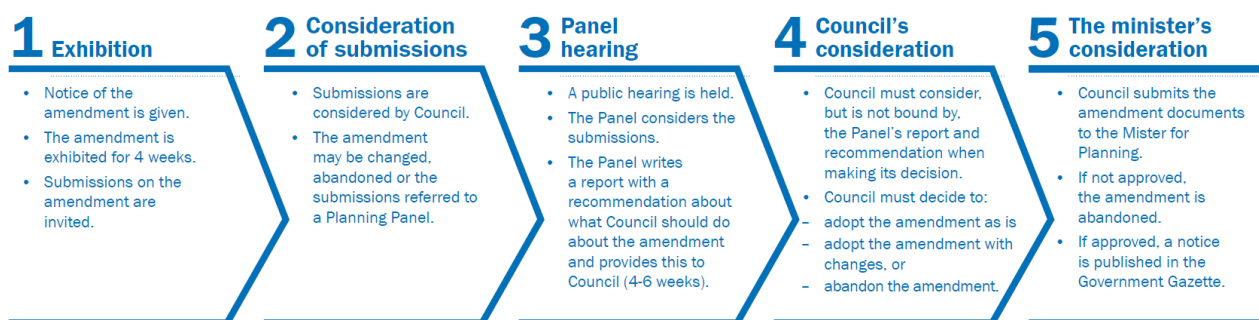 1 Exhibition
• Notice of the
amendment is given.
• The amendment is
exhibited for 4 weeks.
• Submissions on the
amendment are
invited.
2 Consideration
of submissions
• Submissions are
considered by Council.
• The amendment
may be changed,
abandoned or the
submissions referred to
a Planning Panel.
3 Panel
hearing
• A public hearing is held.
• The Panel considers the
submissions.
• The Panel writes
a report with a
recommendation about
what Council should do
about the amendment
and provides this to
Council (4-6 weeks).
4 Council's
consideration
• Council must consider,
but is not bound by,
the Panel's report and
recommendation when
making its decision.
• Council must decide to:
– adopt the amendment as is
– adopt the amendment with
changes, or
– abandon the amendment.
5 The minister's
consideration
• Council submits the
amendment documents
to the Mister for
Planning.
• If not approved,
the amendment is
abandoned.
• If approved, a notice
is published in the
Government Gazette.